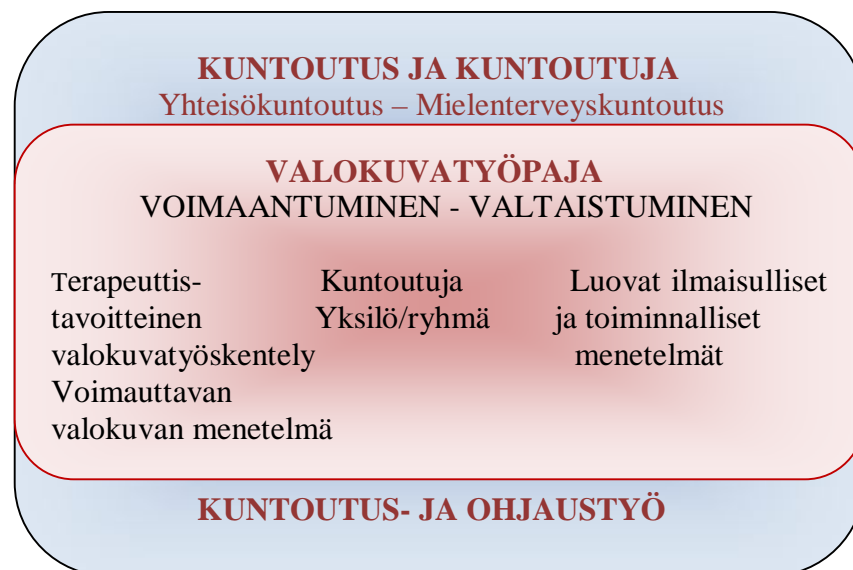 KUNTOUTUS JA KUNTOUTUJA
Yhteisökuntoutus – Mielenterveyskuntoutus
VALOKUVATYÖPAJA
VOIMAANTUMINEN - VALTAISTUMINEN
Terapeuttis- Kuntoutuja Luovat ilmaisulliset
tavoitteinen Yksilö/ryhmä ja toiminnalliset
valokuvatyöskentely menetelmät
Voimauttavan
valokuvan menetelmä
KUNTOUTUS- JA OHJAUSTYÖ